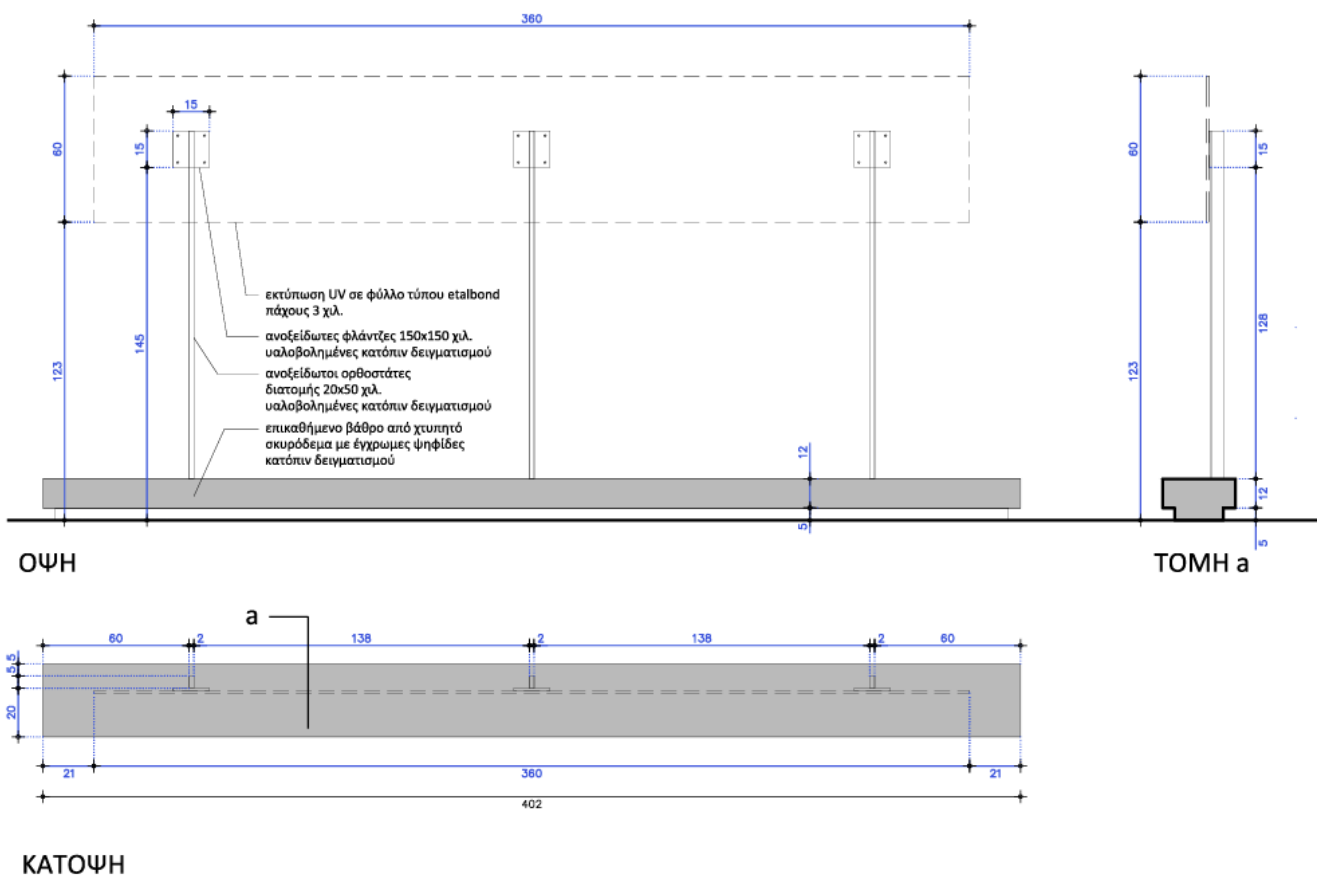 360
15
15
60
60
15
εκτύπωση UV σε φύλλο τύπου etalbond
πάχους 3 χιλ.
ανοξείδωτες φλάντζες 150x150 χιλ.
υαλοβολημένες κατόπιν δειγματισμού
ανοξείδωτοι ορθοστάτες
διατομής 20x50 χιλ.
υαλοβολημένες κατόπιν δειγματισμού
επικαθήμενο βάθρο από χτυπητό
σκυρόδεμα με έγχρωμες ψηφίδες
κατόπιν δειγματισμού
145
123
123
128
12
5
12
5
ΟΨΗ
ΤΟΜΗ a
a
60
2
138
2
138
2
60
5,5
20
21
360
21
402
ΚΑΤΟΨΗ